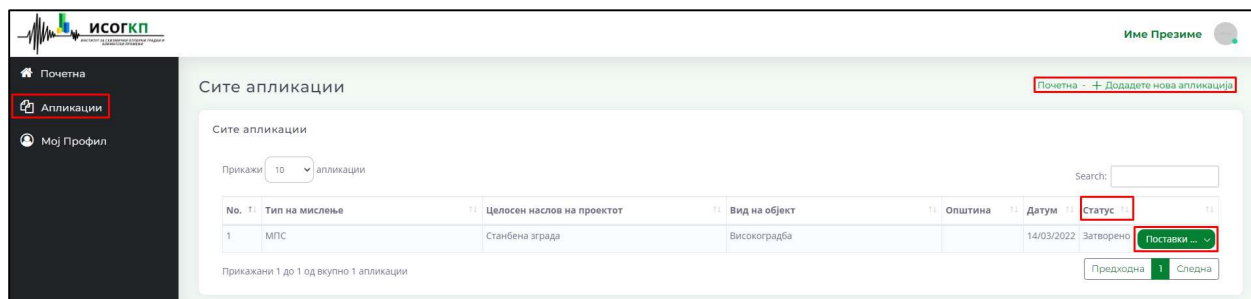 ИСОГКП
Име Презиме
Почетна
Апликации
Мој Профил
Сите апликации
Почетна - + Додадете нова апликација
Сите апликации
Прикажи 10 апликации
Search:
No. Тип на мислење Целосен наслов на проектот Вид на објект Општина Датум Статус
1 МПС Станбена зграда Високоградба 14/03/2022 Затворено Поставки ...
Прикажани 1 до 1 од вкупно 1 апликации
Предходна 1 Следна